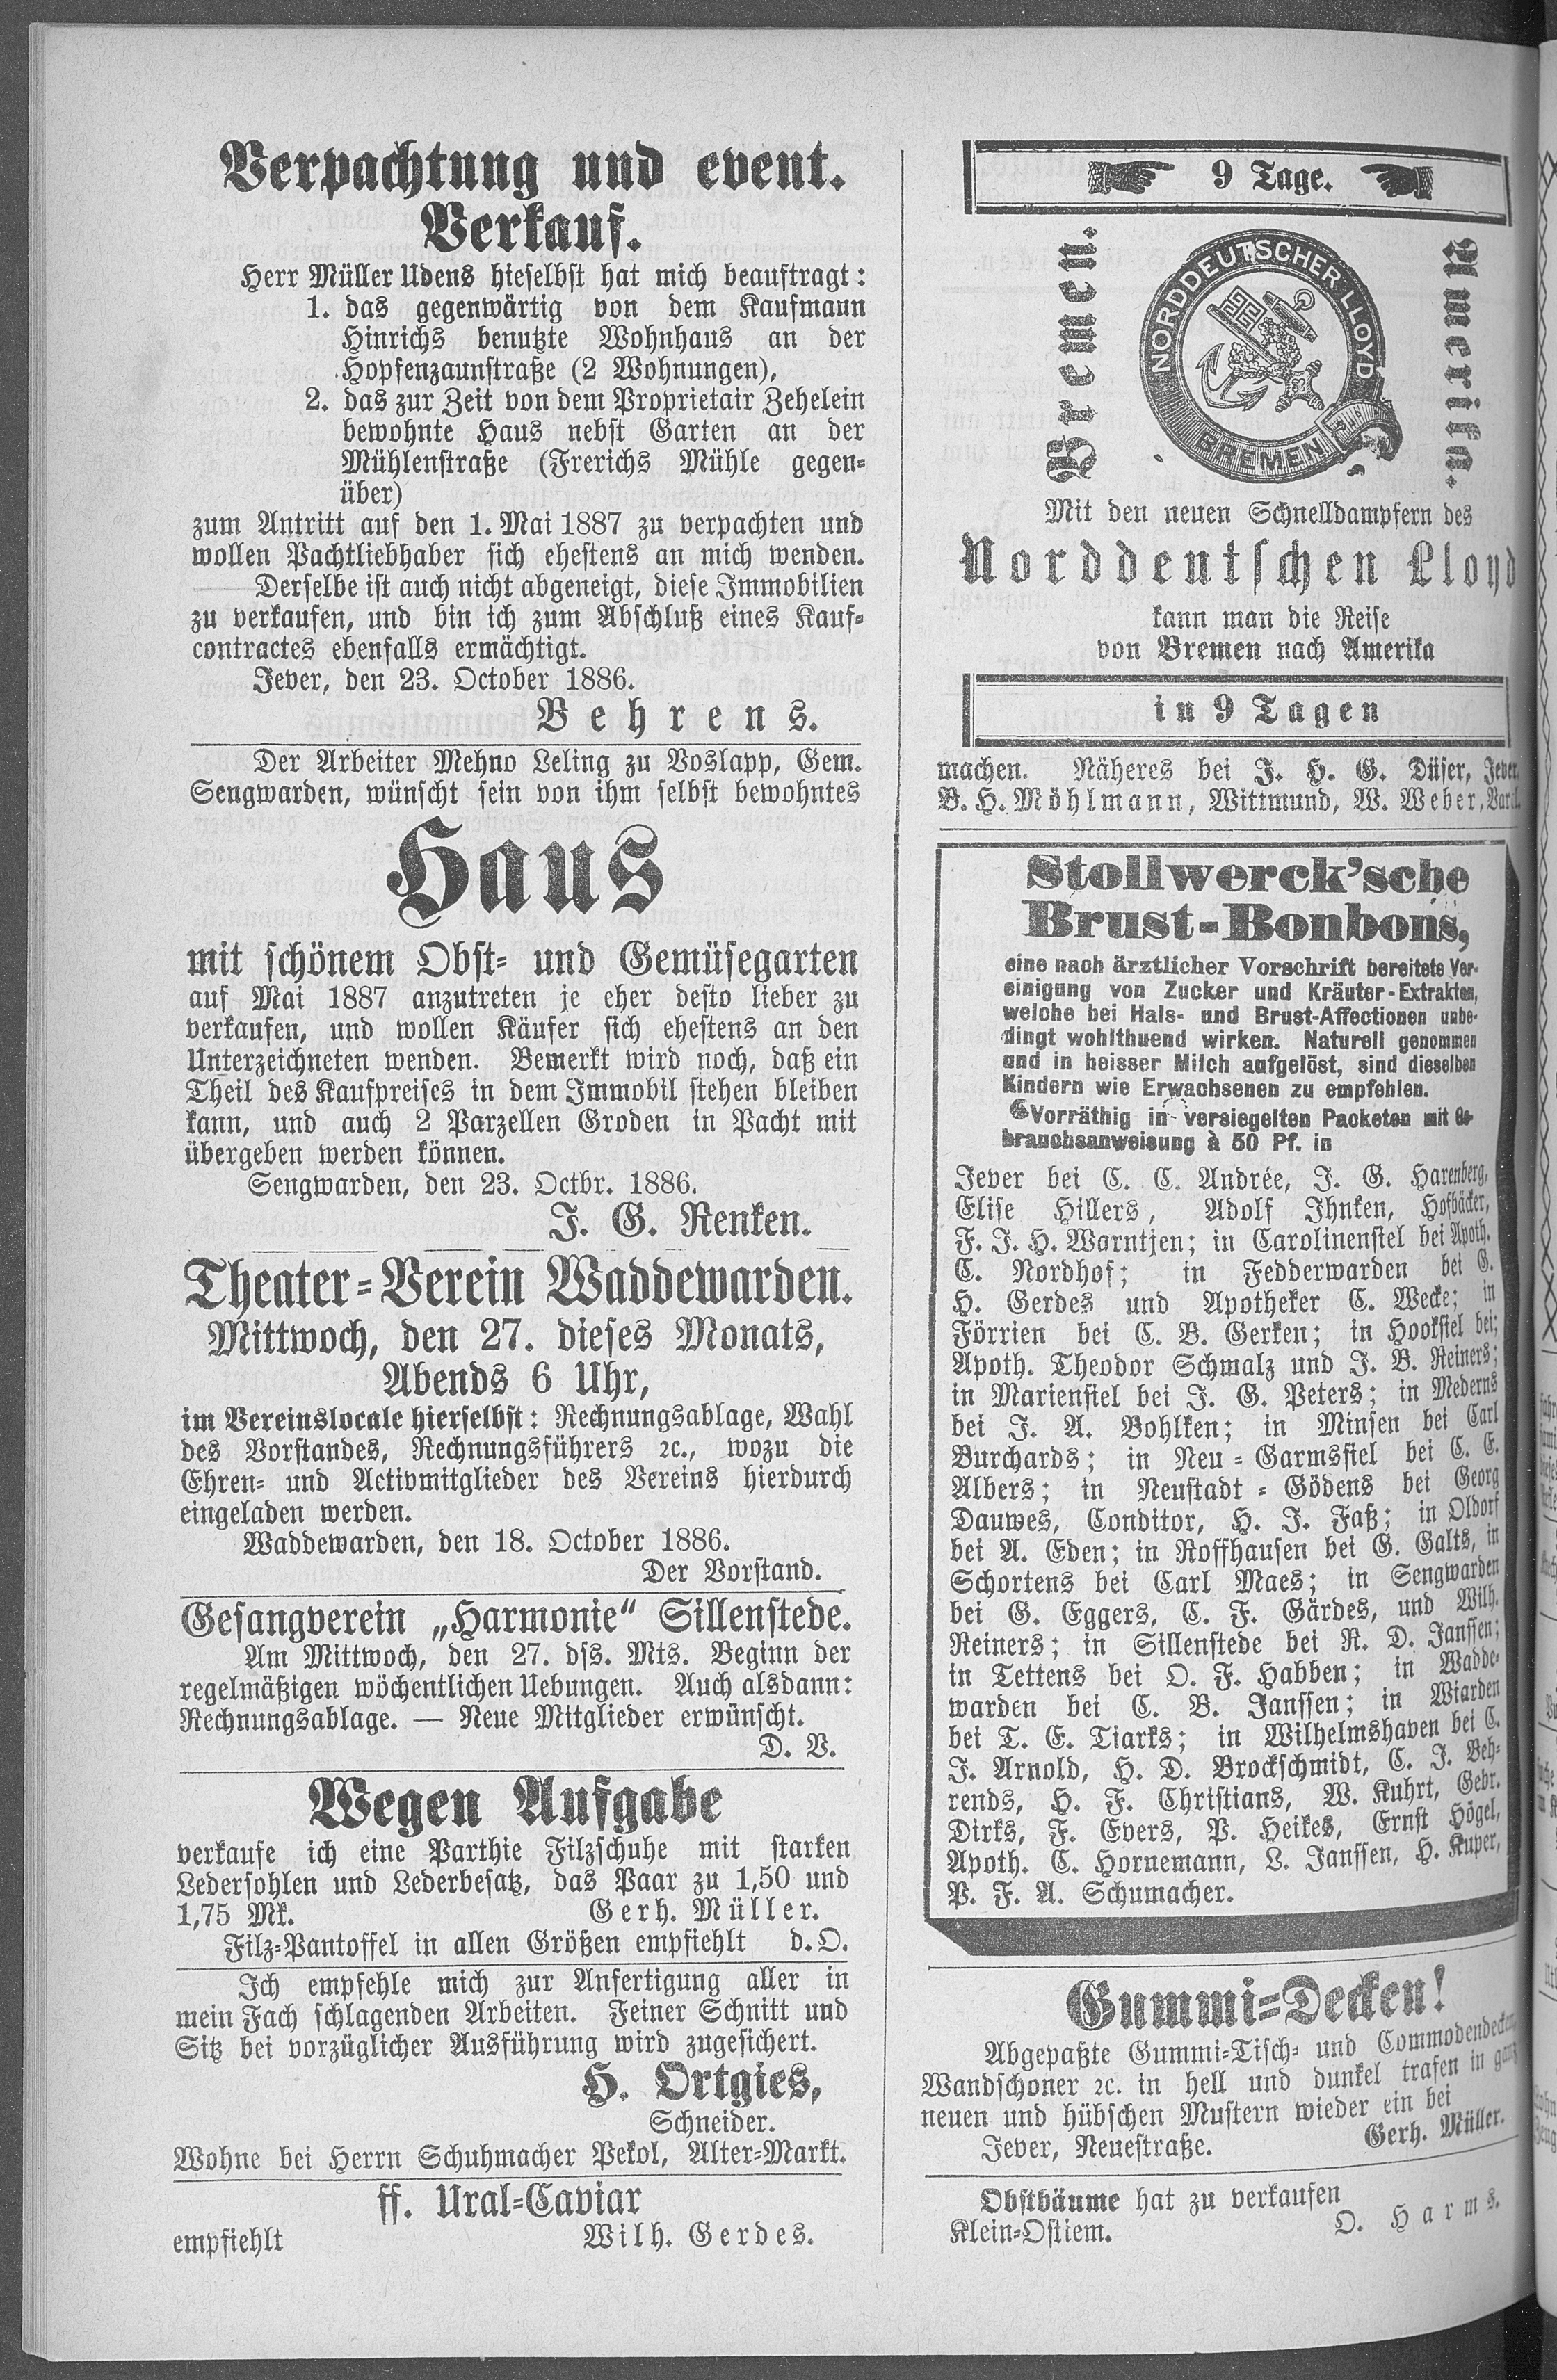 Verpachtung und event.
Verkauf.
Herr Müller Udens hieselbst hat mich beauftragt:
1. das gegenwärtig von dem Kaufmann
Hinrichs benutzte Wohnhaus an der
Hopfenzaunstraße (2 Wohnungen),
2. das zur Zeit von dem Proprietair Zehelein
bewohnte Haus nebst Garten an der
Mühlenstraße (Frerichs Mühle gegen-
über)
zum Antritt auf den 1. Mai 1887 zu verpachten und
wollen Pachtliebhaber sich ehestens an mich wenden.
Derselbe ist auch nicht abgeneigt, diese Immobilien
zu verkaufen, und bin ich zum Abschluß eines Kauf-
contractes ebenfalls ermächtigt.
Jever, den 23. October 1886.
Behrens.
Der Arbeiter Mehno Leling zu Voslapp, Gem.
Sengwarden, wünscht sein von ihm selbst bewohntes
Haus
mit schönem Obst- und Gemüsegarten
auf Mai 1887 anzutreten je eher desto lieber zu
verkaufen, und wollen Käufer sich ehestens an den
Unterzeichneten wenden. Bemerkt wird noch, daß ein
Theil des Kaufpreises in dem Immobil stehen bleiben
kann, und auch 2 Parzellen Groden in Pacht mit
übergeben werden können.
Sengwarden, den 23. Octbr. 1886.
J. G. Renken.
Theater-Verein Waddewarden.
Mittwoch, den 27. dieses Monats,
Abends 6 Uhr,
im Vereinslocale hierselbst: Rechnungsablage, Wahl
des Vorstandes, Rechnungsführers ꝛc., wozu die
Ehren- und Activmitglieder des Vereins hierdurch
eingeladen werden.
Waddewarden, den 18. October 1886.
Der Vorstand.
Gesangverein „Harmonie“ Sillenstede.
Am Mittwoch, den 27. dss. Mts. Beginn der
regelmäßigen wöchentlichen Uebungen. Auch alsdann:
Rechnungsablage. — Neue Mitglieder erwünscht.
D. V.
Wegen Aufgabe
verkaufe ich eine Parthie Filzschuhe mit starken
Ledersohlen und Lederbesatz, das Paar zu 1,50 und
1,75 Mk. Gerh. Müller.
Filz-Pantoffel in allen Größen empfiehlt d. O.
Ich empfehle mich zur Anfertigung aller in
mein Fach schlagenden Arbeiten. Feiner Schnitt und
Sitz bei vorzüglicher Ausführung wird zugesichert.
H. Ortgies,
Schneider.
Wohne bei Herrn Schuhmacher Pekol, Alter-Markt.
ff. Ural-Caviar
empfiehlt Wilh. Gerdes.
9 Tage.
Bremen.
NORDDEUTSCHER LLOYD
BREMEN
Amerika.
Mit den neuen Schnelldampfern des
Norddeutschen Lloyd
kann man die Reise
von Bremen nach Amerika
in 9 Tagen
machen. Näheres bei J. H. G. Düser, Jever,
B. H. Möhlmann, Wittmund, W. Weber, Varel.
Stollwerck'sche
Brust-Bonbons,
eine nach ärztlicher Vorschrift bereitete Ver-
einigung von Zucker und Kräuter-Extrakten,
welche bei Hals- und Brust-Affectionen unbe-
dingt wohlthuend wirken. Naturell genommen
und in heisser Milch aufgelöst, sind dieselben
Kindern wie Erwachsenen zu empfehlen.
Vorräthig in versiegelten Packeten mit Ge-
brauchsanweisung à 50 Pf. in
Jever bei C. C. Andrée, J. G. Harenberg,
Elise Hillers, Adolf Ihnken, Hofbäcker,
F. J. H. Warntjen; in Carolinensiel bei Apoth.
C. Nordhof; in Fedderwarden bei G.
H. Gerdes und Apotheker C. Wecke; in
Förrien bei C. B. Gerken; in Hooksiel bei;
Apoth. Theodor Schmalz und J. B. Reiners;
in Mariensiel bei J. G. Peters; in Mederns
bei J. A. Bohlken; in Minsen bei Carl
Burchards; in Neu-Garmssiel bei C. E.
Albers; in Neustadt-Gödens bei Georg
Dauwes, Conditor, H. J. Faß; in Oldorf
bei A. Eden; in Roffhausen bei G. Galts, in
Schortens bei Carl Maes; in Sengwarden
bei G. Eggers, C. F. Gärdes, und Wilh.
Reiners; in Sillenstede bei R. D. Janssen;
in Tettens bei O. F. Habben; in Wadde-
warden bei C. B. Janssen; in Wiarden
bei T. E. Tiarks; in Wilhelmshaven bei C.
J. Arnold, H. D. Brockschmidt, C. J. Beh-
rends, H. F. Christians, W. Kuhrt, Gebr.
Dirks, F. Evers, P. Heikes, Ernst Högel,
Apoth. C. Hornemann, L. Janssen, H. Kuper,
P. F. A. Schumacher.
Gummi-Decken!
Abgepaßte Gummi-Tisch- und Commodendecken,
Wandschoner ꝛc. in hell und dunkel trafen in ganz
neuen und hübschen Mustern wieder ein bei
Jever, Neuestraße. Gerh. Müller.
Obstbäume hat zu verkaufen
Klein-Ostiem. O. Harms.